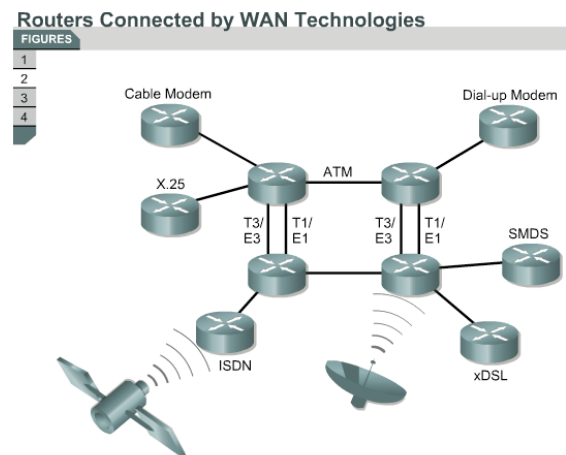 Routers Connected by WAN Technologies
FIGURES
1
2
3
4
Cable Modem
Dial-up Modem
ATM
X.25
T3/
E3
T1/
E1
T3/
E3
T1/
E1
SMDS
ISDN
xDSL